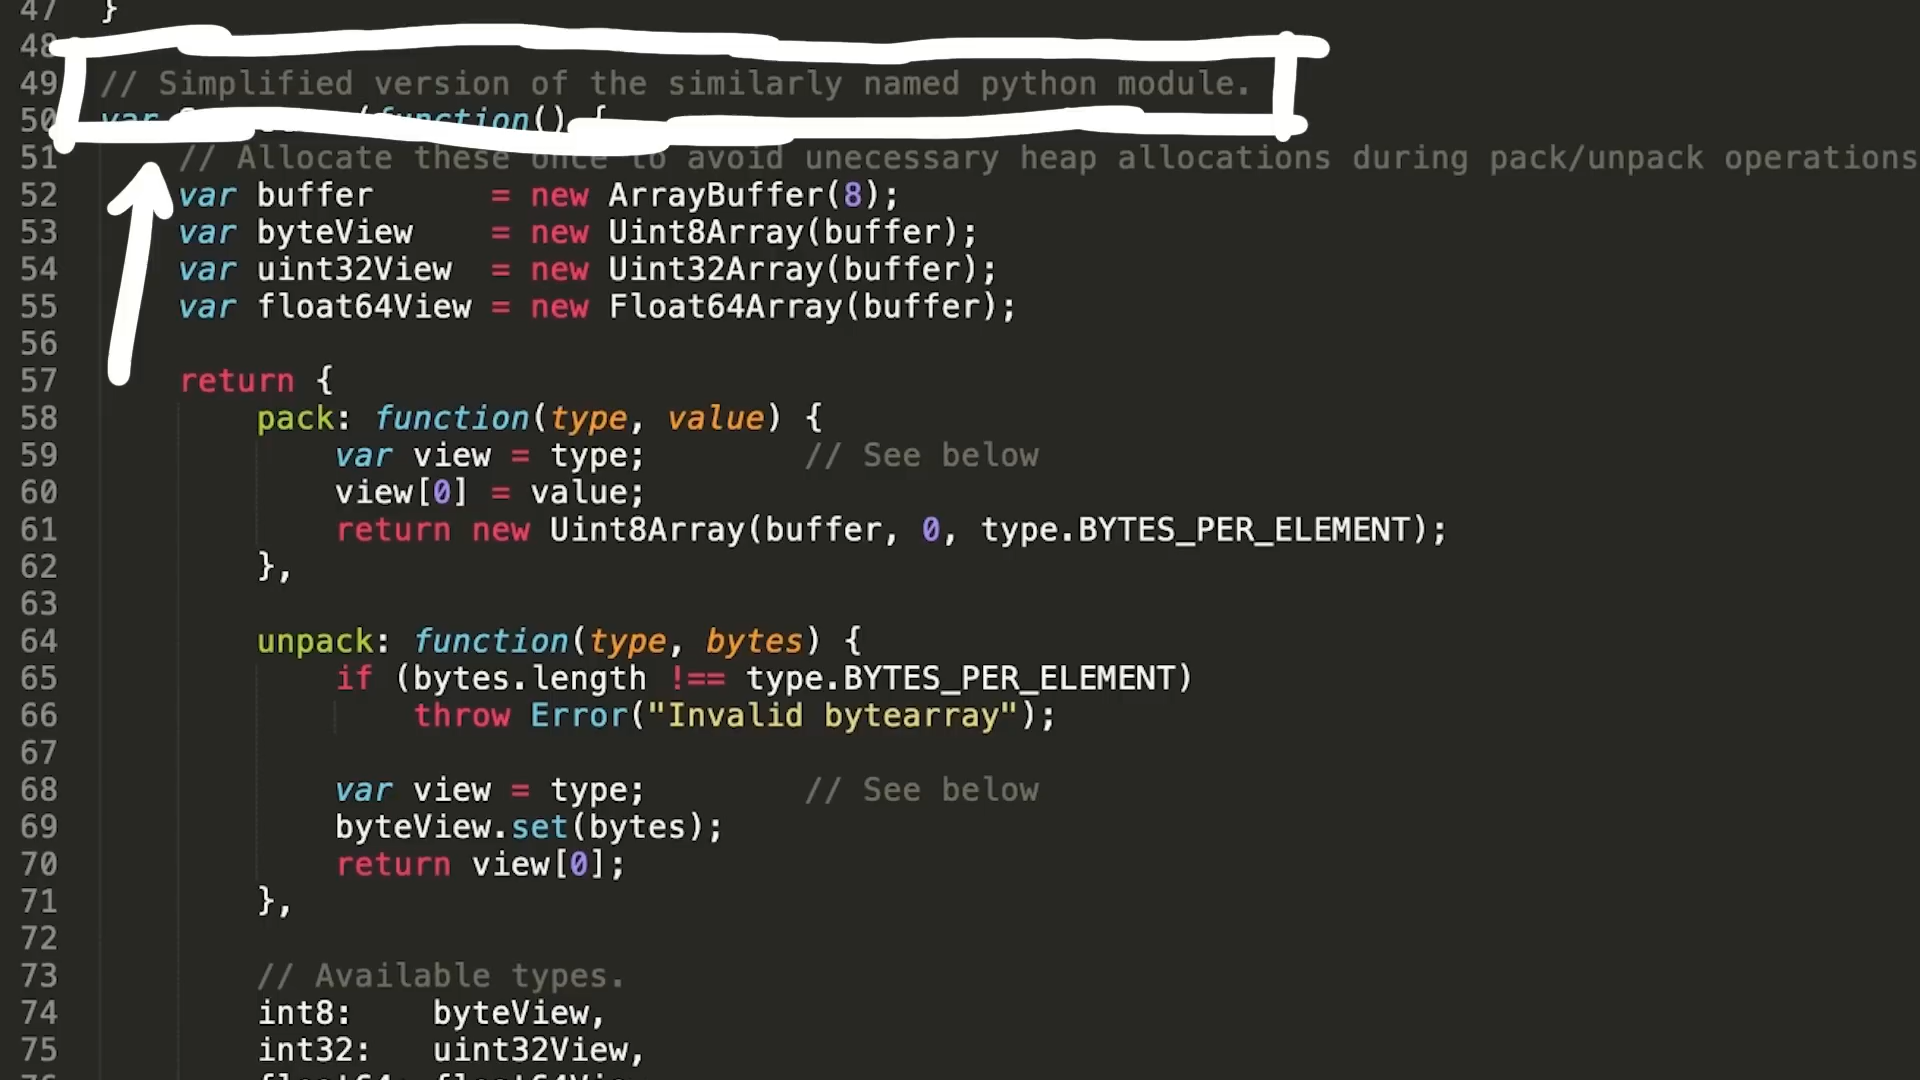 47 }
48
49 // Simplified version of the similarly named python module.
50 var (function() {
51 // Allocate these once to avoid unecessary heap allocations during pack/unpack operations
52 var buffer = new ArrayBuffer(8);
53 var byteView = new Uint8Array(buffer);
54 var uint32View = new Uint32Array(buffer);
55 var float64View = new Float64Array(buffer);
56
57 return {
58 pack: function(type, value) {
59 var view = type; // See below
60 view[0] = value;
61 return new Uint8Array(buffer, 0, type.BYTES_PER_ELEMENT);
62 },
63
64 unpack: function(type, bytes) {
65 if (bytes.length !== type.BYTES_PER_ELEMENT)
66 throw Error("Invalid bytearray");
67
68 var view = type; // See below
69 byteView.set(bytes);
70 return view[0];
71 },
72
73 // Available types.
74 int8: byteView,
75 int32: uint32View,